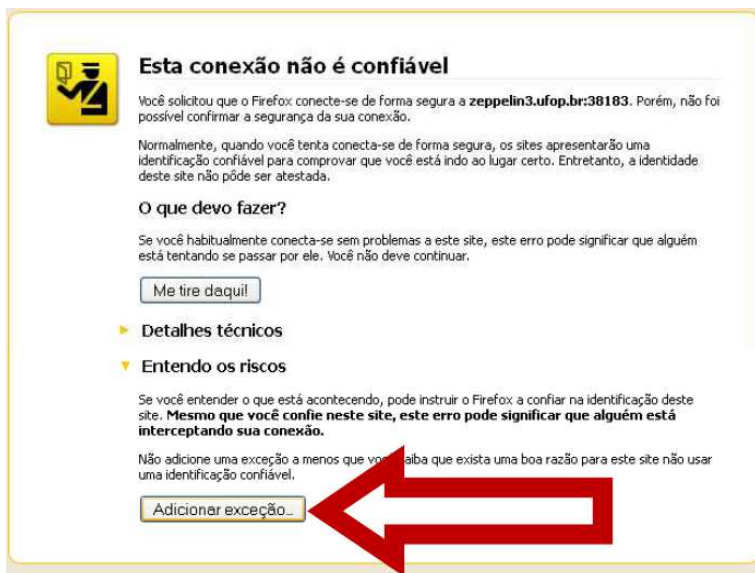 Esta conexão não é confiável
Você solicitou que o Firefox conecte-se de forma segura a zeppelin3.ufop.br:38183. Porém, não foi
possível confirmar a segurança da sua conexão.
Normalmente, quando você tenta conecta-se de forma segura, os sites apresentarão uma
identificação confiável para comprovar que você está indo ao lugar certo. Entretanto, a identidade
deste site não pôde ser atestada.
O que devo fazer?
Se você habitualmente conecta-se sem problemas a este site, este erro pode significar que alguém
está tentando se passar por ele. Você não deve continuar.
Me tire daqui!
Detalhes técnicos
Entendo os riscos
Se você entender o que está acontecendo, pode instruir o Firefox a confiar na identificação deste
site. Mesmo que você confie neste site, este erro pode significar que alguém está
interceptando sua conexão.
Não adicione uma exceção a menos que que exista uma boa razão para este site não usar
uma identificação confiável.
Adicionar exceção...